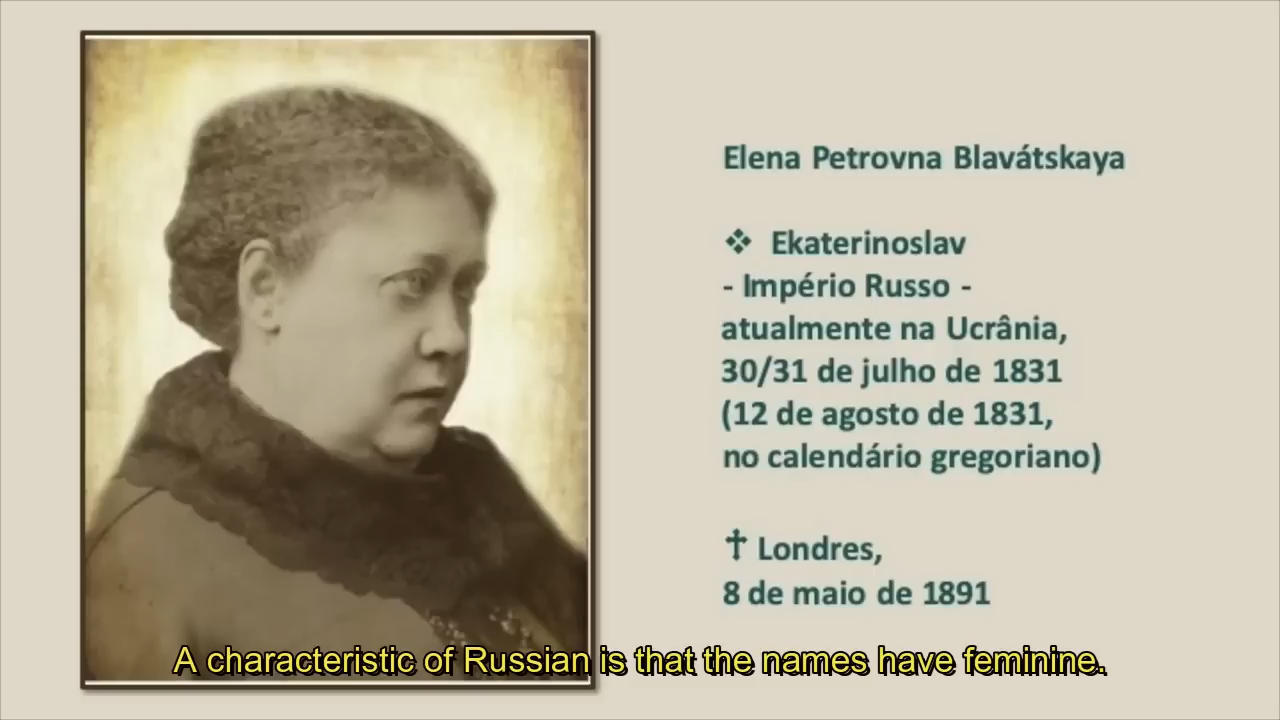 Elena Petrovna Blavátskaya
❖ Ekaterinoslav
- Império Russo -
atualmente na Ucrânia,
30/31 de julho de 1831
(12 de agosto de 1831,
no calendário gregoriano)
✝ Londres,
8 de maio de 1891
A characteristic of Russian is that the names have feminine.